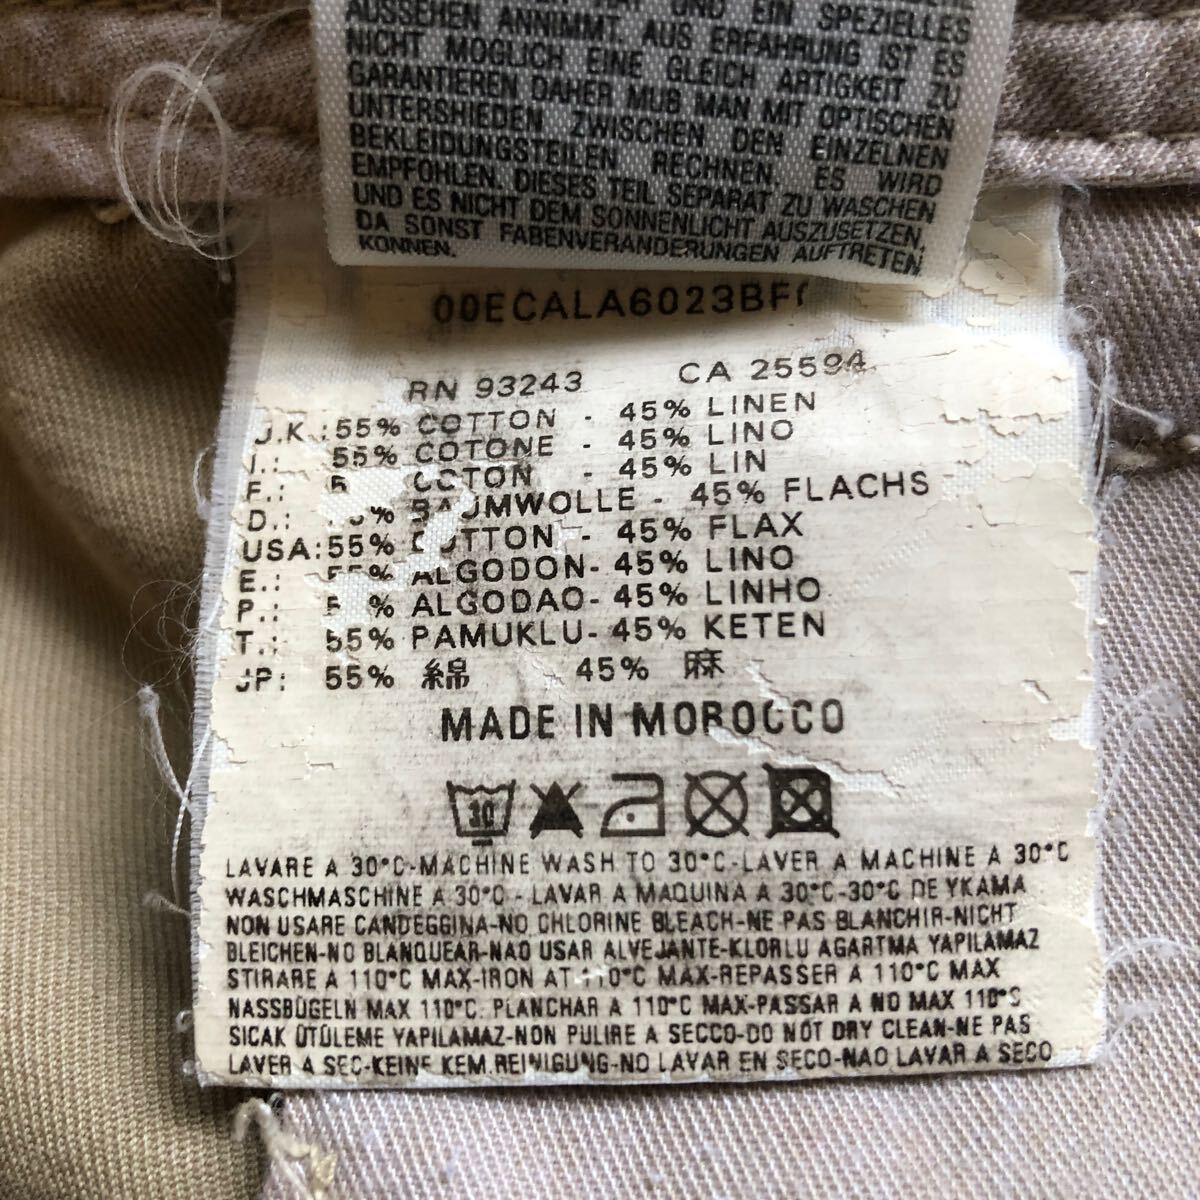 AUSSEHEN ANNIMMT. AUS ERFAHRUNG IST ES
NICHT MÖGLICH EINE GLEICH ARTIGKEIT ZU
GARANTIEREN DAHER MUB MAN MIT OPTISCHEN
UNTERSHIEDEN ZWISCHEN DEN EINZELNEN
BEKLEIDUNGSTEILEN RECHNEN. ES WIRD
EMPFOHLEN, DIESES TEIL SEPARAT ZU WASCHEN
UND ES NICHT DEM SONNENLICHT AUSZUSETZEN,
DA SONST FABENVERANDERUNGEN AUFTRETEN
KONNEN.
00ECALA6023BF
RN 93243 CA 25594
U.K.: 55% COTTON - 45% LINEN
I.: 55% COTONE - 45% LINO
F.: COTON - 45% LIN
D.: BAUMWOLLE - 45% FLACHS
USA: 55% COTTON - 45% FLAX
E.: 55% ALGODON- 45% LINO
P.: % ALGODAO- 45% LINHO
T.: 55% PAMUKLU- 45% KETEN
JP: 55% 綿 45% 麻
MADE IN MOROCCO
30
LAVARE A 30°C-MACHINE WASH TO 30°C-LAVER A MACHINE A 30°C
WASCHMASCHINE A 30°C - LAVAR A MAQUINA A 30°C-30°C DE YKAMA
NON USARE CANDEGGINA-NO CHLORINE BLEACH-NE PAS BLANCHIR-NICHT
BLEICHEN-NO BLANQUEAR-NAO USAR ALVEJANTE-KLORLU AGARTMA YAPILAMAZ
STIRARE A 110°C MAX-IRON AT 110°C MAX-REPASSER A 110°C MAX
NASSBÜGELN MAX 110°C. PLANCHAR A 110°C MAX-PASSAR A NO MAX 110°C
SICAK ÜTÜLEME YAPILAMAZ-NON PULIRE A SECCO-DO NOT DRY CLEAN-NE PAS
LAVER A SEC-KEINE KEM.REINIGUNG-NO LAVAR EN SECO-NAO LAVAR A SECO